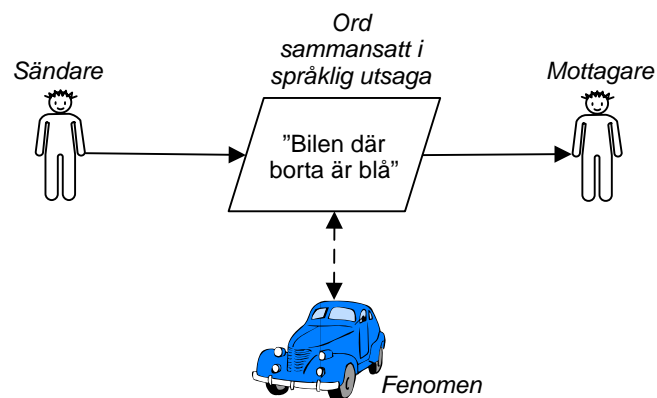 Ord
sammansatt i
språklig utsaga
Sändare
Mottagare
”Bilen där
borta är blå”
Fenomen